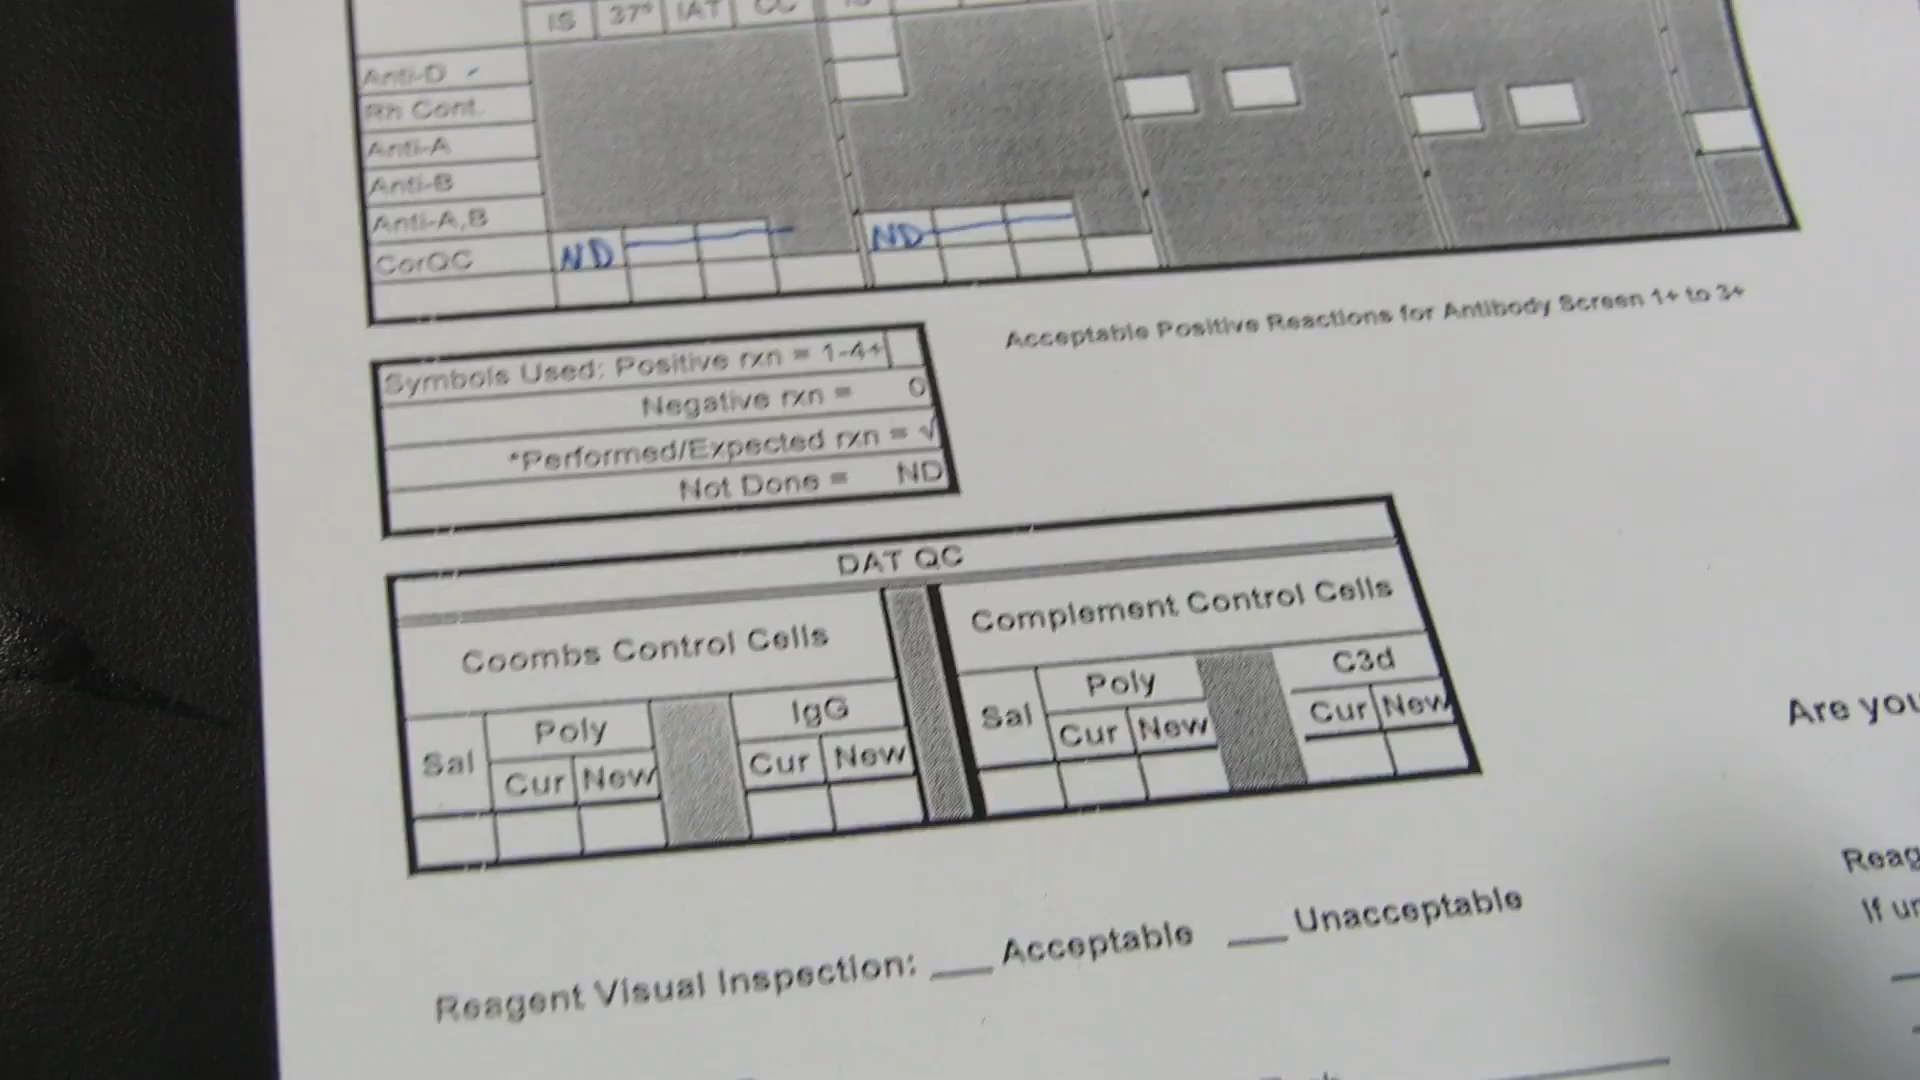 IS 37° IAT CC IS
Anti-D
Rh Cont.
Anti-A
Anti-B
Anti-A,B
CorQC ND ND
Acceptable Positive Reactions for Antibody Screen 1+ to 3+
Symbols Used: Positive rxn = 1-4+
Negative rxn = 0
*Performed/Expected rxn = √
Not Done = ND
DAT QC
Coombs Control Cells Complement Control Cells
Sal Poly IgG Sal Poly C3d
Cur New Cur New Cur New Cur New
Are you
Reag
If un
Reagent Visual Inspection: ___ Acceptable ___ Unacceptable